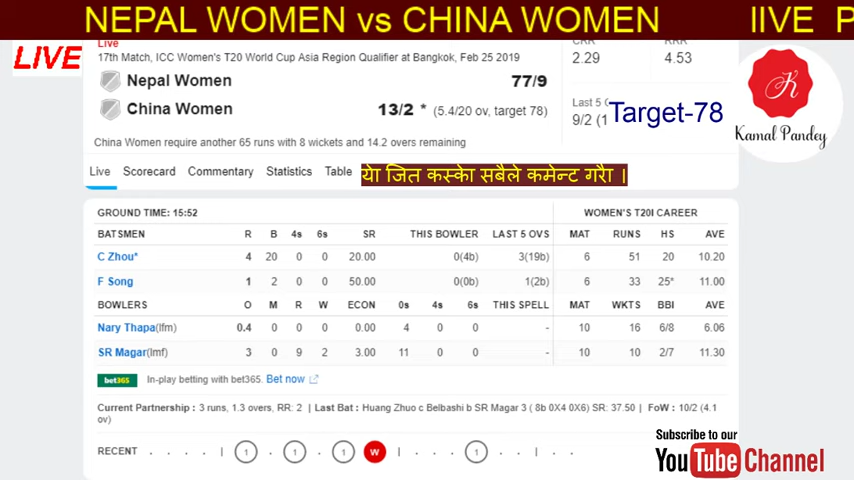 NEPAL WOMEN vs CHINA WOMEN IIVE P
LIVE
Live
17th Match, ICC Women's T20 World Cup Asia Region Qualifier at Bangkok, Feb 25 2019
CRR RRR
2.29 4.53
Nepal Women 77/9
China Women 13/2 * (5.4/20 ov, target 78)
Last 5
9/2 (1
Target-78
K
Kamal Pandey
China Women require another 65 runs with 8 wickets and 14.2 overs remaining
Live Scorecard Commentary Statistics Table
यो जित कस्को सबैले कमेन्ट गरौ ।
GROUND TIME: 15:52 WOMEN'S T20I CAREER
BATSMEN R B 4s 6s SR THIS BOWLER LAST 5 OVS MAT RUNS HS AVE
C Zhou* 4 20 0 0 20.00 0(4b) 3(19b) 6 51 20 10.20
F Song 1 2 0 0 50.00 0(0b) 1(2b) 6 33 25* 11.00
BOWLERS O M R W ECON 0s 4s 6s THIS SPELL MAT WKTS BBI AVE
Nary Thapa(lfm) 0.4 0 0 0 0.00 4 0 0 - 10 16 6/8 6.06
SR Magar(lmf) 3 0 9 2 3.00 11 0 0 - 10 10 2/7 11.30
bet365 In-play betting with bet365. Bet now
Current Partnership : 3 runs, 1.3 overs, RR: 2 | Last Bat : Huang Zhuo c Belbashi b SR Magar 3 ( 8b 0X4 0X6) SR: 37.50 | FoW : 10/2 (4.1
ov)
RECENT . . . . | 1 . 1 . 1 W | . . . 1 . . | . .
Subscribe to our
YouTube Channel